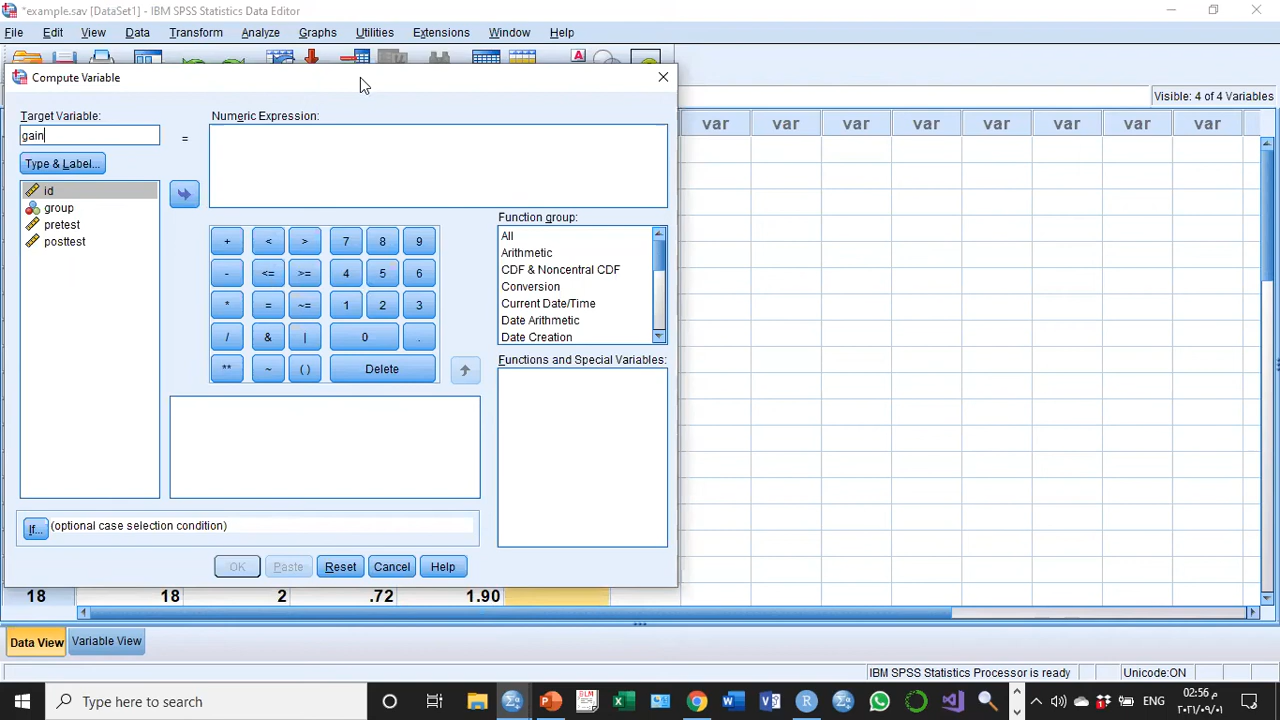 *example.sav [DataSet1] - IBM SPSS Statistics Data Editor
File Edit View Data Transform Analyze Graphs Utilities Extensions Window Help
Compute Variable
Visible: 4 of 4 Variables
Target Variable:
Numeric Expression:
gain
=
Type & Label...
var var var var var var var var
id
group
pretest
posttest
Function group:
All
Arithmetic
CDF & Noncentral CDF
Conversion
Current Date/Time
Date Arithmetic
Date Creation
+ < > 7 8 9
- <= >= 4 5 6
* = ~= 1 2 3
/ & | 0 .
** ~ ( ) Delete
Functions and Special Variables:
If... (optional case selection condition)
OK Paste Reset Cancel Help
18 18 2 .72 1.90
Data View Variable View
IBM SPSS Statistics Processor is ready Unicode:ON
Type here to search
ENG
02:56 م
٢٠٢١/٠٩/٠١